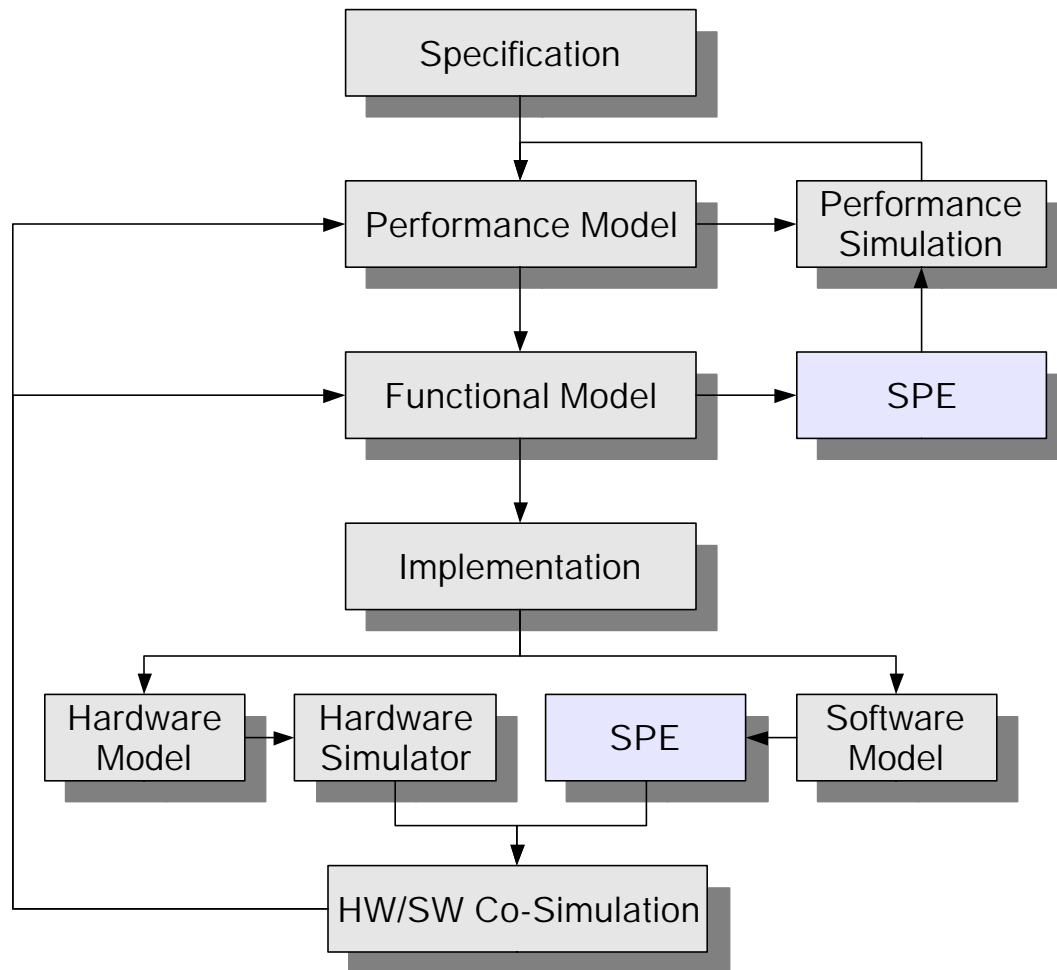 Specification
Performance Model
Performance
Simulation
Functional Model
SPE
Implementation
Hardware
Model
Hardware
Simulator
SPE
Software
Model
HW/SW Co-Simulation